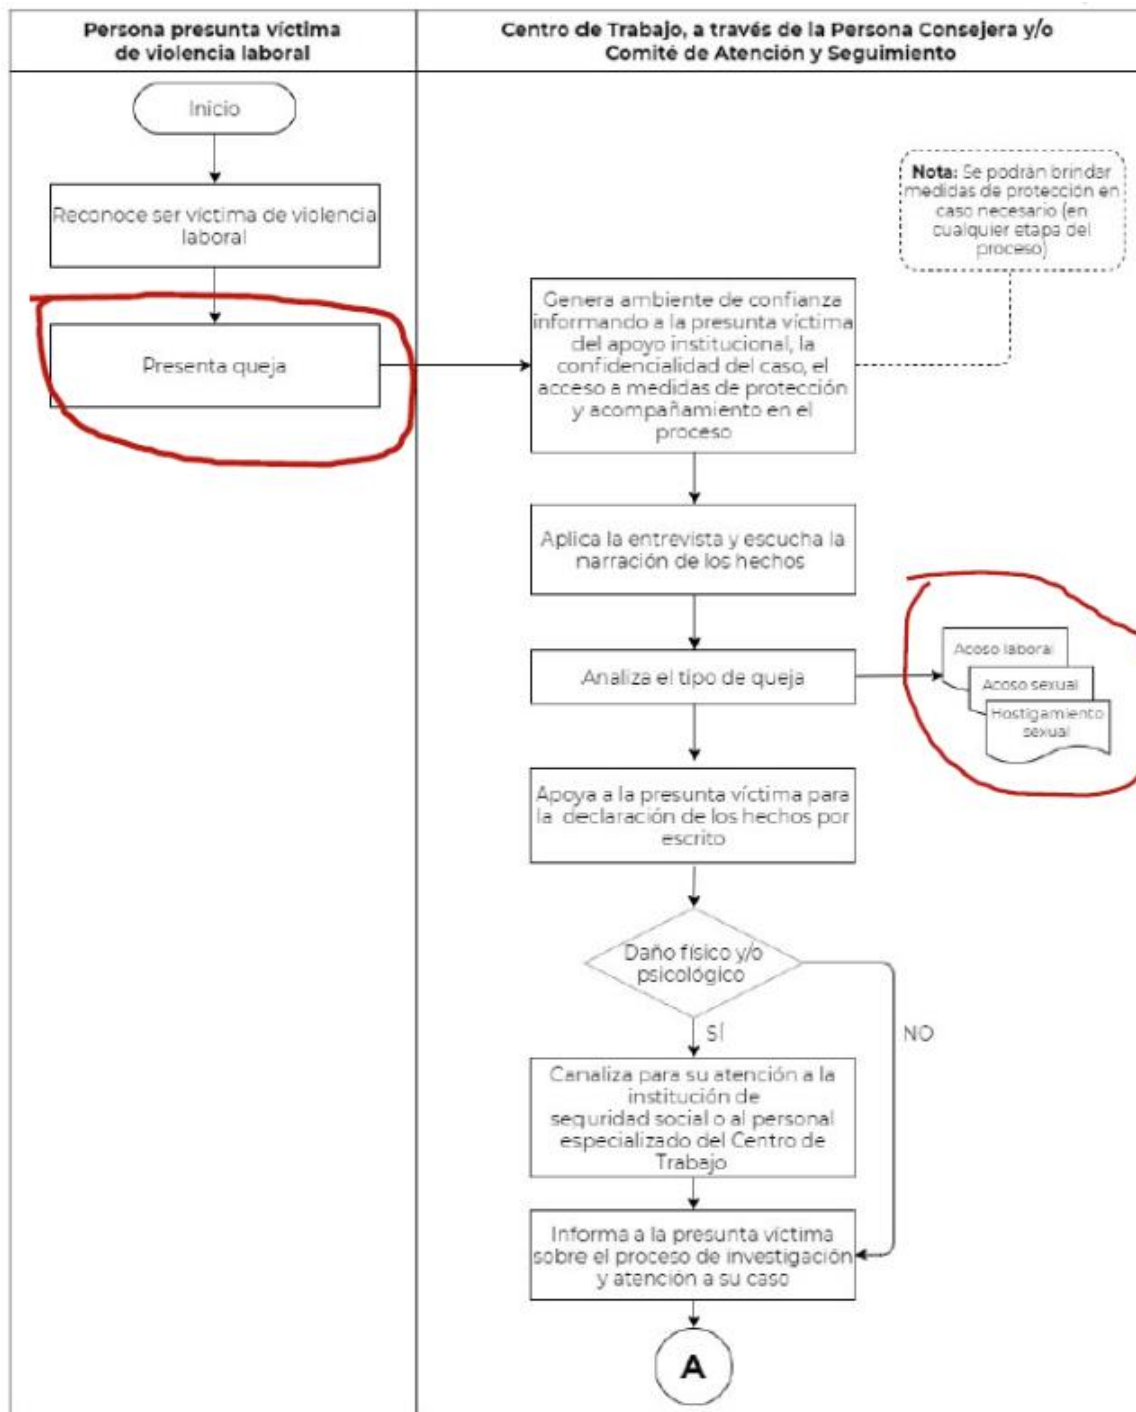 Persona presunta víctima
de violencia laboral
Centro de Trabajo, a través de la Persona Consejera y/o
Comité de Atención y Seguimiento
Inicio
Reconoce ser víctima de violencia
laboral
Presenta queja
Nota: Se podrán brindar
medidas de protección en
caso necesario (en
cualquier etapa del
proceso)
Genera ambiente de confianza
informando a la presunta víctima
del apoyo institucional, la
confidencialidad del caso, el
acceso a medidas de protección
y acompañamiento en el
proceso
Aplica la entrevista y escucha la
narración de los hechos
Analiza el tipo de queja
Acoso laboral
Acoso sexual
Hostigamiento
sexual
Apoya a la presunta víctima para
la declaración de los hechos por
escrito
Daño físico y/o
psicológico
SÍ
NO
Canaliza para su atención a la
institución de
seguridad social o al personal
especializado del Centro de
Trabajo
Informa a la presunta víctima
sobre el proceso de investigación
y atención a su caso
A